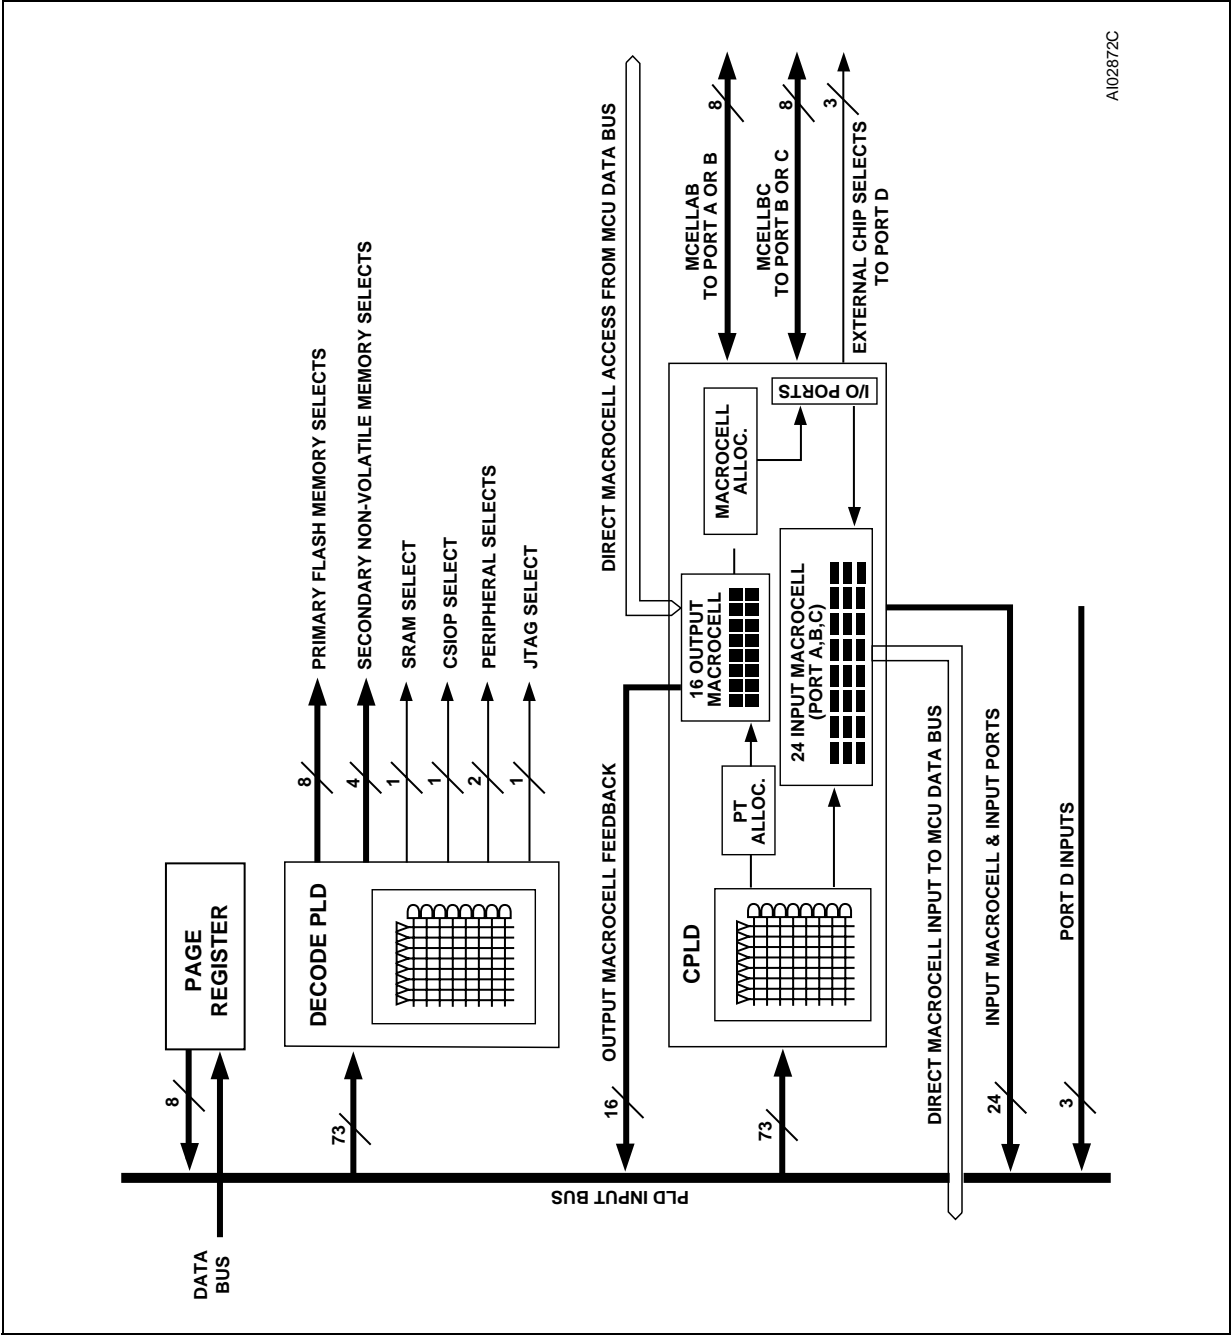 DATA
BUS
8
PAGE
REGISTER
73
DECODE PLD
8
PRIMARY FLASH MEMORY SELECTS
4
SECONDARY NON-VOLATILE MEMORY SELECTS
1
SRAM SELECT
1
CSIOP SELECT
2
PERIPHERAL SELECTS
1
JTAG SELECT
PLD INPUT BUS
16
OUTPUT MACROCELL FEEDBACK
DIRECT MACROCELL ACCESS FROM MCU DATA BUS
73
CPLD
PT
ALLOC.
16 OUTPUT
MACROCELL
MACROCELL
ALLOC.
I/O PORTS
24 INPUT MACROCELL
(PORT A,B,C)
MCELLAB
TO PORT A OR B
8
MCELLBC
TO PORT B OR C
8
EXTERNAL CHIP SELECTS
TO PORT D
3
DIRECT MACROCELL INPUT TO MCU DATA BUS
24
INPUT MACROCELL & INPUT PORTS
3
PORT D INPUTS
AI02872C